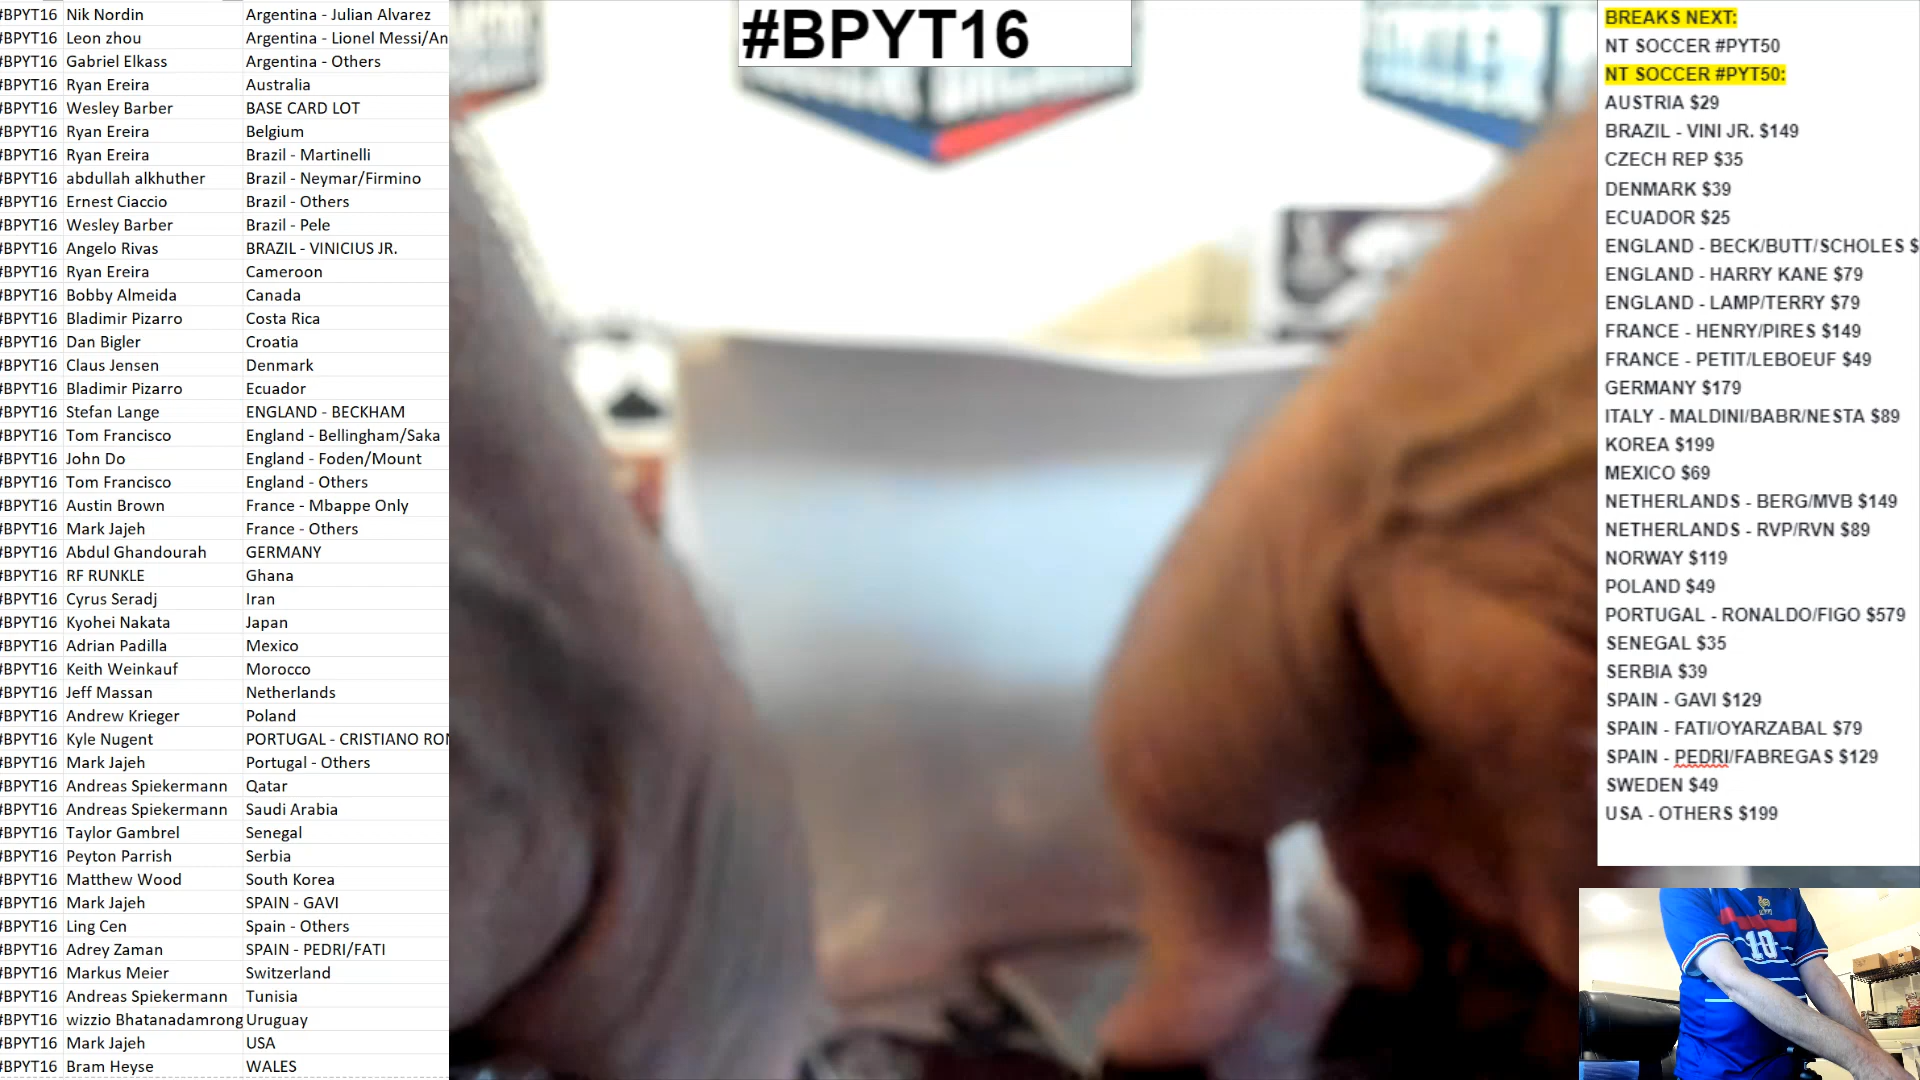 #BPYT16 Nik Nordin Argentina - Julian Alvarez
#BPYT16 Leon zhou Argentina - Lionel Messi/An
#BPYT16 Gabriel Elkass Argentina - Others
#BPYT16 Ryan Ereira Australia
#BPYT16 Wesley Barber BASE CARD LOT
#BPYT16 Ryan Ereira Belgium
#BPYT16 Ryan Ereira Brazil - Martinelli
#BPYT16 abdullah alkhuther Brazil - Neymar/Firmino
#BPYT16 Ernest Ciaccio Brazil - Others
#BPYT16 Wesley Barber Brazil - Pele
#BPYT16 Angelo Rivas BRAZIL - VINICIUS JR.
#BPYT16 Ryan Ereira Cameroon
#BPYT16 Bobby Almeida Canada
#BPYT16 Bladimir Pizarro Costa Rica
#BPYT16 Dan Bigler Croatia
#BPYT16 Claus Jensen Denmark
#BPYT16 Bladimir Pizarro Ecuador
#BPYT16 Stefan Lange ENGLAND - BECKHAM
#BPYT16 Tom Francisco England - Bellingham/Saka
#BPYT16 John Do England - Foden/Mount
#BPYT16 Tom Francisco England - Others
#BPYT16 Austin Brown France - Mbappe Only
#BPYT16 Mark Jajeh France - Others
#BPYT16 Abdul Ghandourah GERMANY
#BPYT16 RF RUNKLE Ghana
#BPYT16 Cyrus Seradj Iran
#BPYT16 Kyohei Nakata Japan
#BPYT16 Adrian Padilla Mexico
#BPYT16 Keith Weinkauf Morocco
#BPYT16 Jeff Massan Netherlands
#BPYT16 Andrew Krieger Poland
#BPYT16 Kyle Nugent PORTUGAL - CRISTIANO RON
#BPYT16 Mark Jajeh Portugal - Others
#BPYT16 Andreas Spiekermann Qatar
#BPYT16 Andreas Spiekermann Saudi Arabia
#BPYT16 Taylor Gambrel Senegal
#BPYT16 Peyton Parrish Serbia
#BPYT16 Matthew Wood South Korea
#BPYT16 Mark Jajeh SPAIN - GAVI
#BPYT16 Ling Cen Spain - Others
#BPYT16 Adrey Zaman SPAIN - PEDRI/FATI
#BPYT16 Markus Meier Switzerland
#BPYT16 Andreas Spiekermann Tunisia
#BPYT16 wizzio Bhatanadamrong Uruguay
#BPYT16 Mark Jajeh USA
#BPYT16 Bram Heyse WALES
#BPYT16
BREAKS NEXT:
NT SOCCER #PYT50
NT SOCCER #PYT50:
AUSTRIA $29
BRAZIL - VINI JR. $149
CZECH REP $35
DENMARK $39
ECUADOR $25
ENGLAND - BECK/BUTT/SCHOLES $
ENGLAND - HARRY KANE $79
ENGLAND - LAMP/TERRY $79
FRANCE - HENRY/PIRES $149
FRANCE - PETIT/LEBOEUF $49
GERMANY $179
ITALY - MALDINI/BABR/NESTA $89
KOREA $199
MEXICO $69
NETHERLANDS - BERG/MVB $149
NETHERLANDS - RVP/RVN $89
NORWAY $119
POLAND $49
PORTUGAL - RONALDO/FIGO $579
SENEGAL $35
SERBIA $39
SPAIN - GAVI $129
SPAIN - FATI/OYARZABAL $79
SPAIN - PEDRI/FABREGAS $129
SWEDEN $49
USA - OTHERS $199
10